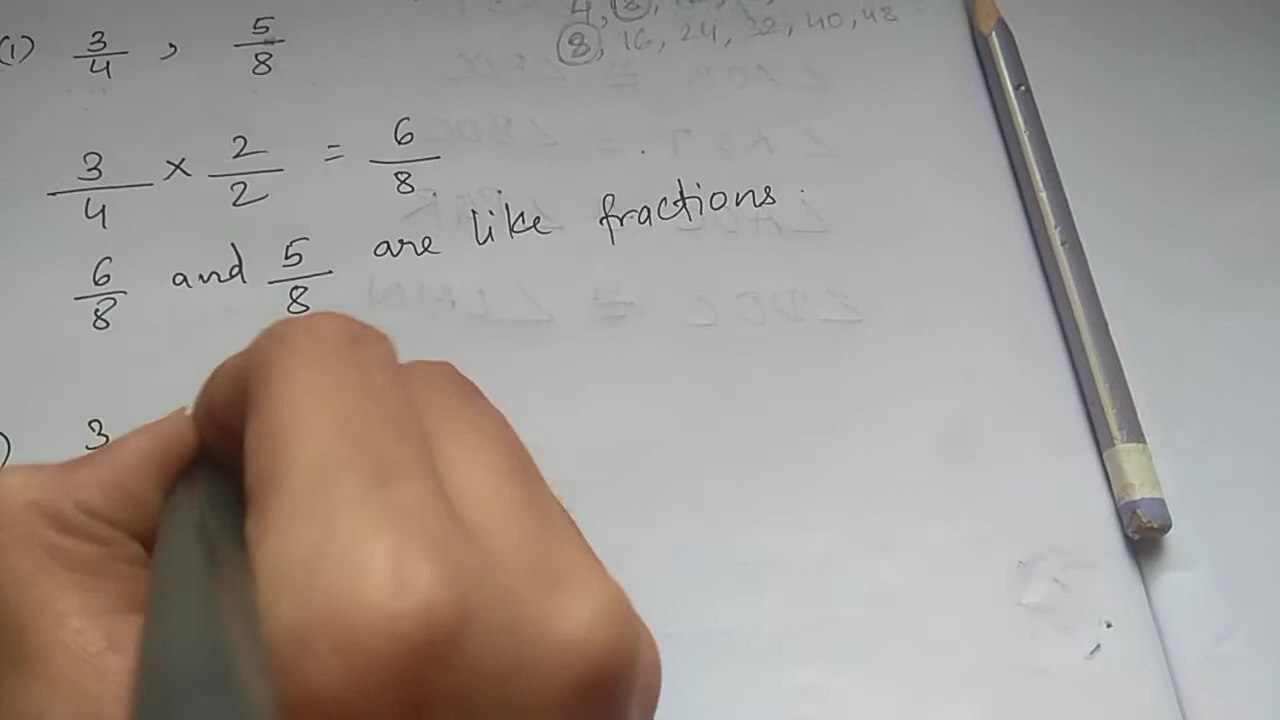 (1) 3/4 , 5/8
4, 8,
8, 16, 24, 32, 40, 48
3/4 × 2/2 = 6/8
6/8 and 5/8 are like fractions.
) 3